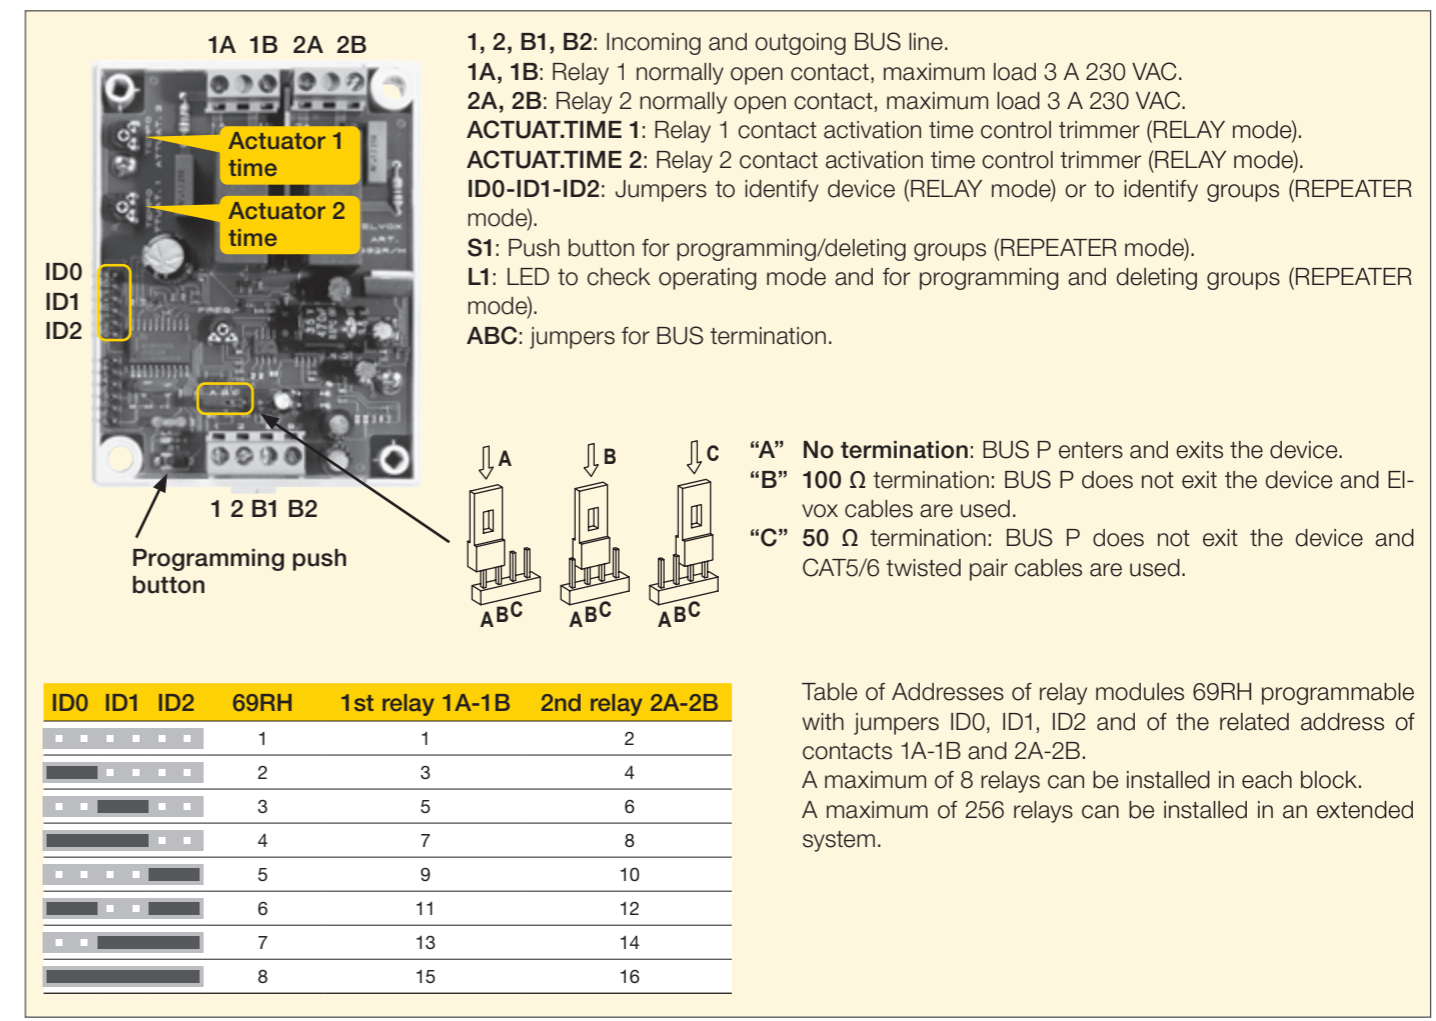 1A 1B 2A 2B
Actuator 1
time
Actuator 2
time
ID0
ID1
ID2
FREQ.
ELVOX
ART.
A B C
1 2 B1 B2
Programming push
button
1, 2, B1, B2: Incoming and outgoing BUS line.
1A, 1B: Relay 1 normally open contact, maximum load 3 A 230 VAC.
2A, 2B: Relay 2 normally open contact, maximum load 3 A 230 VAC.
ACTUAT.TIME 1: Relay 1 contact activation time control trimmer (RELAY mode).
ACTUAT.TIME 2: Relay 2 contact activation time control trimmer (RELAY mode).
ID0-ID1-ID2: Jumpers to identify device (RELAY mode) or to identify groups (REPEATER
mode).
S1: Push button for programming/deleting groups (REPEATER mode).
L1: LED to check operating mode and for programming and deleting groups (REPEATER
mode).
ABC: jumpers for BUS termination.
A
B
C
ABC
ABC
ABC
“A” No termination: BUS P enters and exits the device.
“B” 100 Ω termination: BUS P does not exit the device and El-
vox cables are used.
“C” 50 Ω termination: BUS P does not exit the device and
CAT5/6 twisted pair cables are used.
ID0 ID1 ID2 69RH 1st relay 1A-1B 2nd relay 2A-2B
1 1 2
2 3 4
3 5 6
4 7 8
5 9 10
6 11 12
7 13 14
8 15 16
Table of Addresses of relay modules 69RH programmable
with jumpers ID0, ID1, ID2 and of the related address of
contacts 1A-1B and 2A-2B.
A maximum of 8 relays can be installed in each block.
A maximum of 256 relays can be installed in an extended
system.